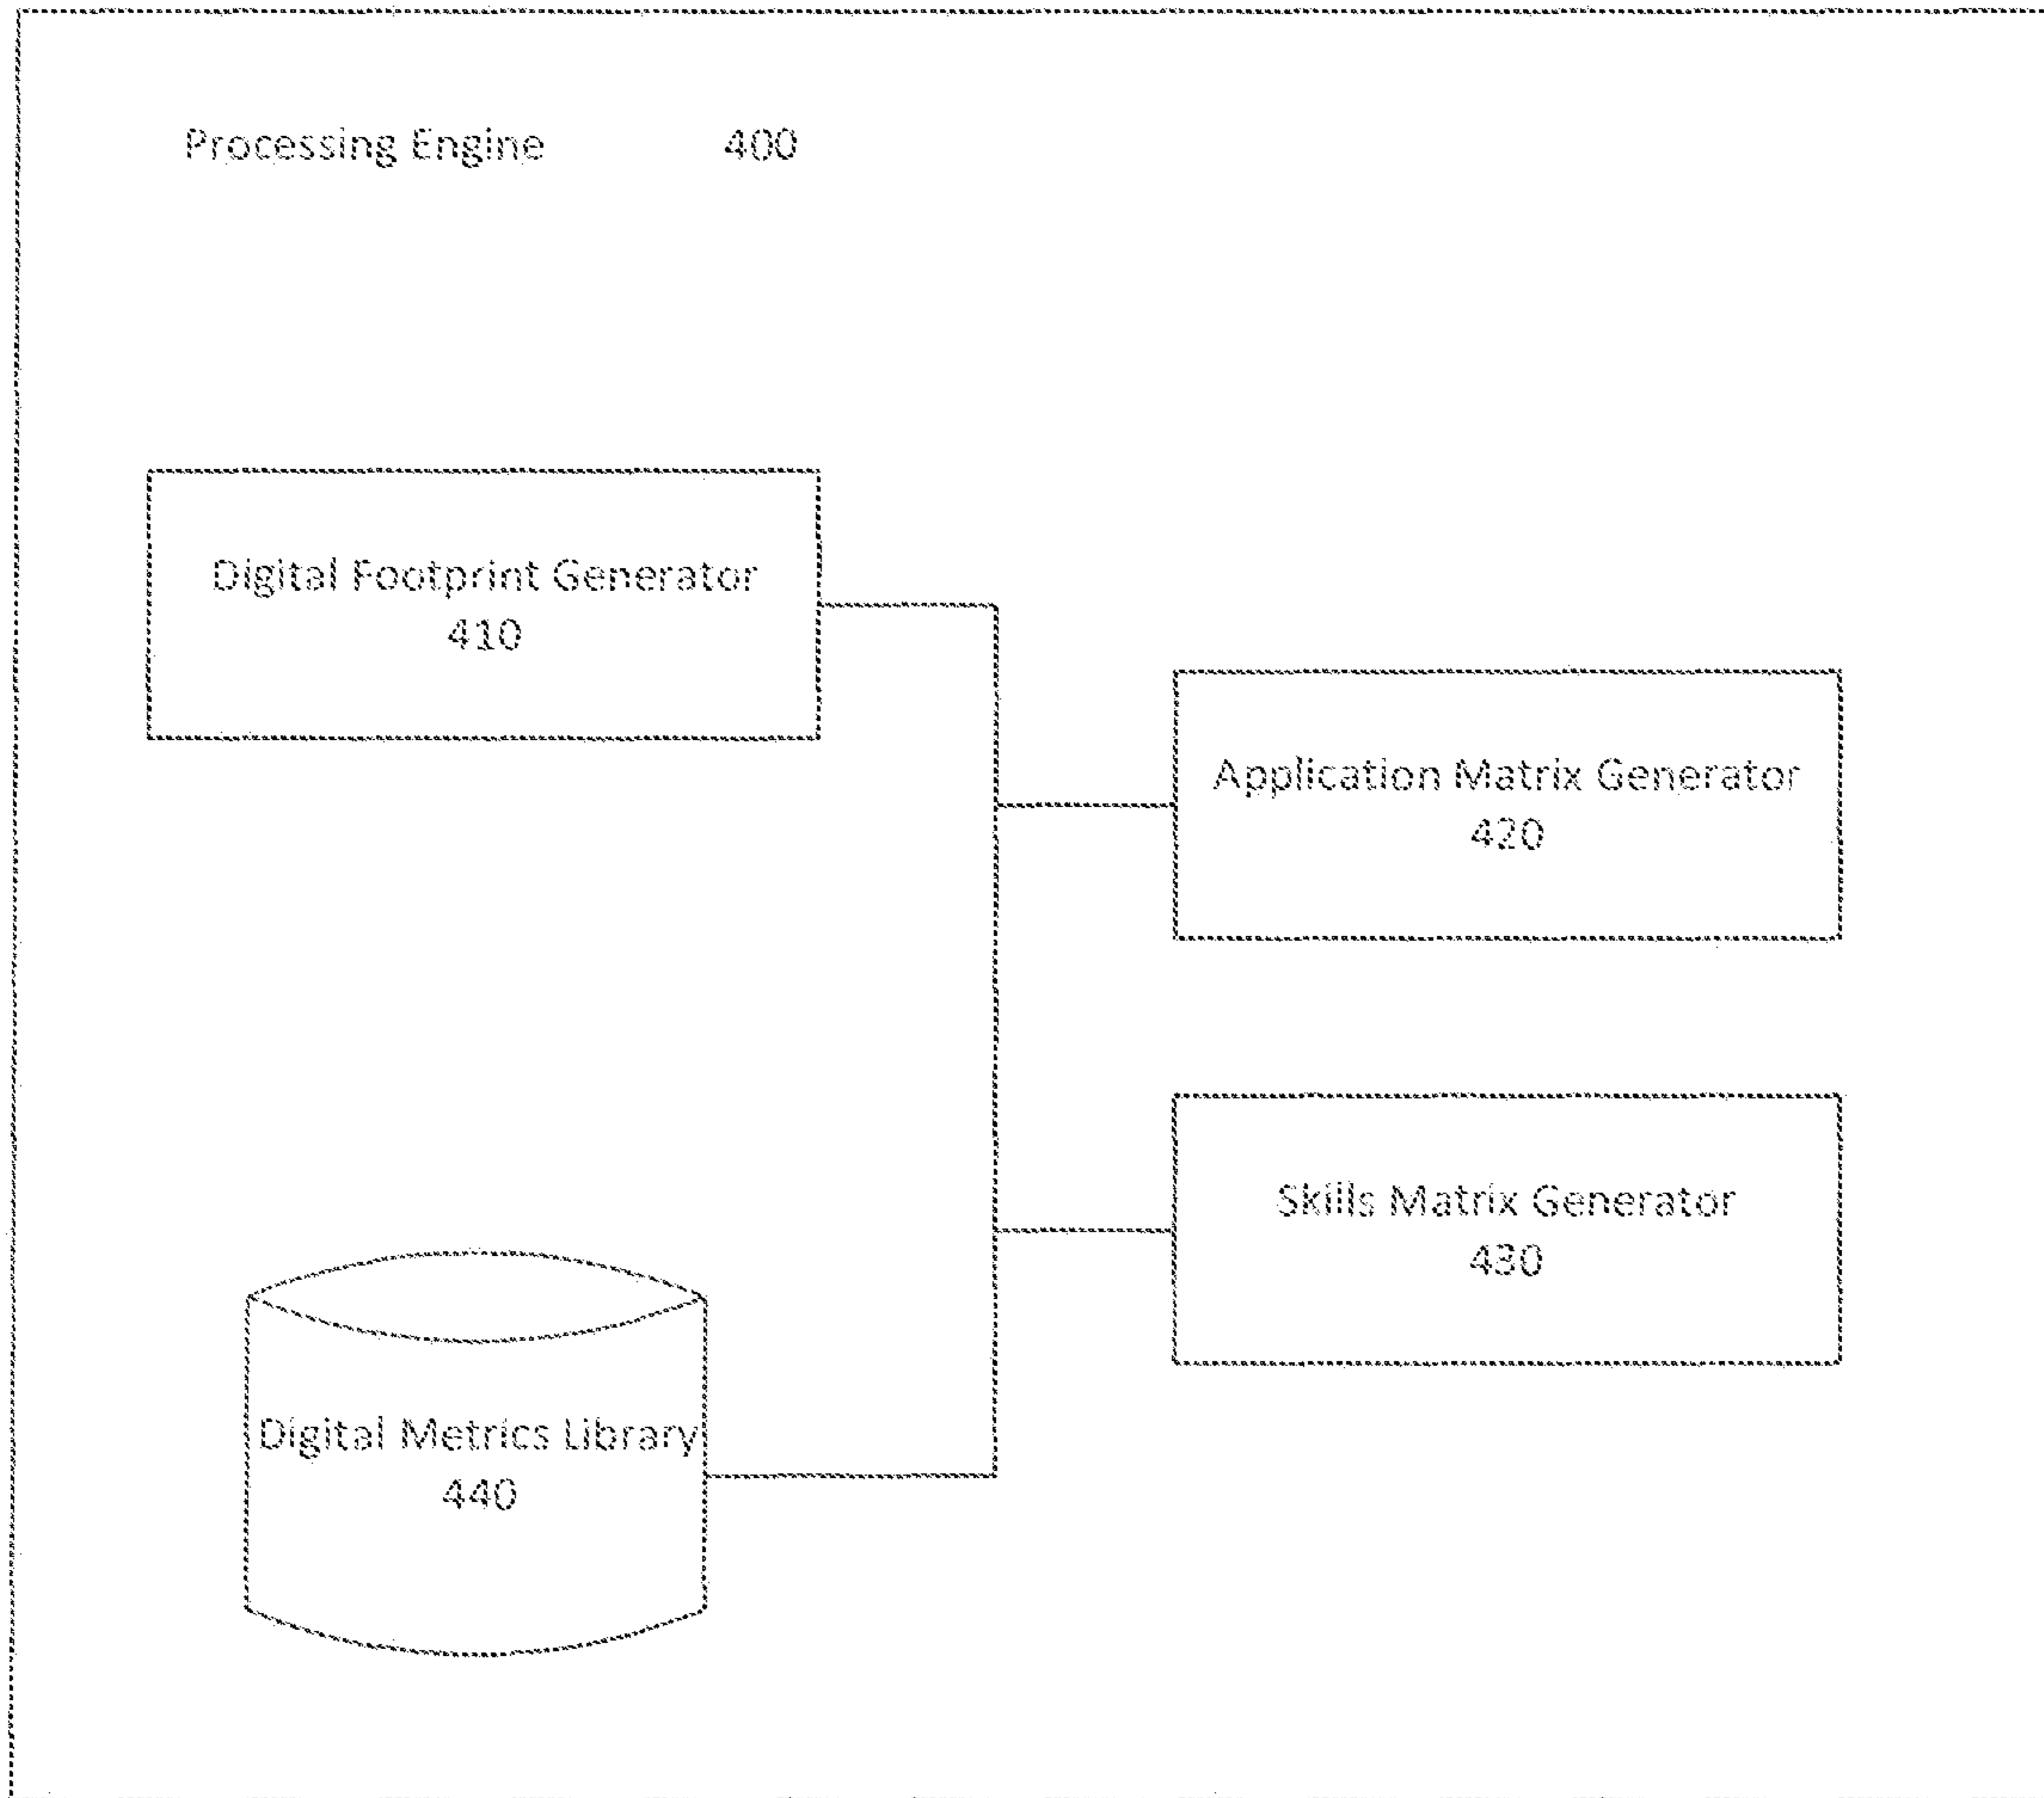 Processing Engine 400
Digital Footprint Generator
410
Application Matrix Generator
420
Skills Matrix Generator
430
Digital Metrics Library
440